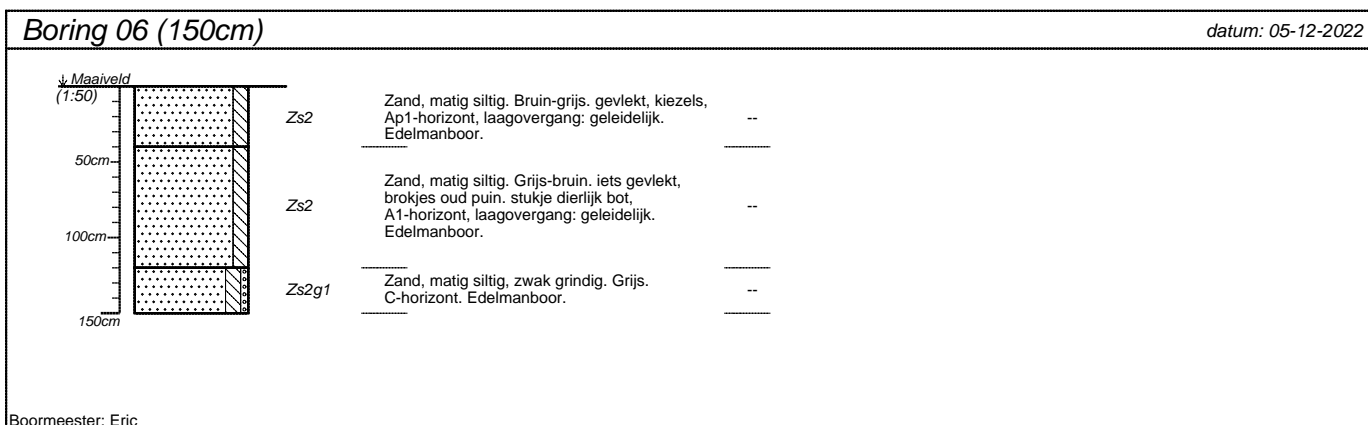 Boring 06 (150cm)
datum: 05-12-2022
Maaiveld
(1:50)
Zs2
Zand, matig siltig. Bruin-grijs. gevlekt, kiezels,
Ap1-horizont, laagovergang: geleidelijk.
Edelmanboor.
--
50cm
Zs2
Zand, matig siltig. Grijs-bruin. iets gevlekt,
brokjes oud puin. stukje dierlijk bot,
A1-horizont, laagovergang: geleidelijk.
Edelmanboor.
--
100cm
Zs2g1
Zand, matig siltig, zwak grindig. Grijs.
C-horizont. Edelmanboor.
--
150cm
Boormeester: Eric